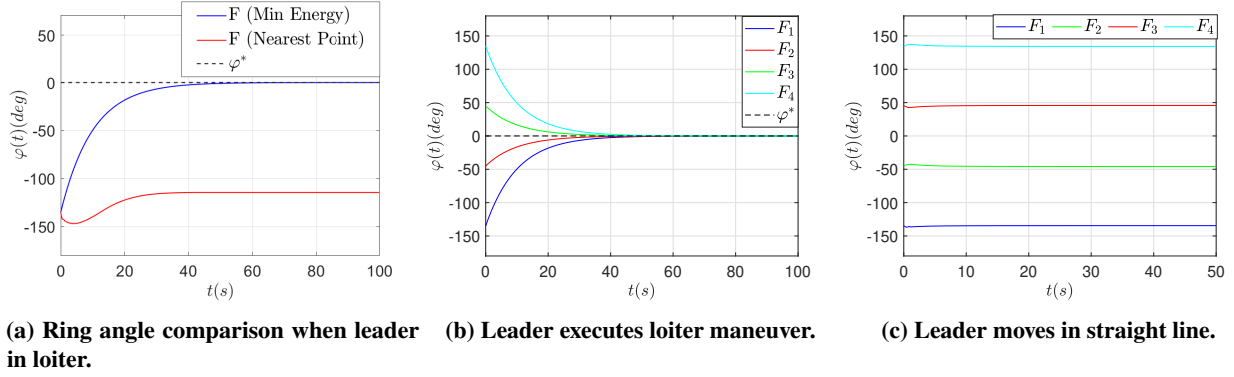 F (Min Energy)
F (Nearest Point)
φ*
50
0
-50
-100
-150
φ(t)(deg)
0 20 40 60 80 100
t(s)
F₁
F₂
F₃
F₄
φ*
150
100
50
0
-50
-100
-150
φ(t)(deg)
0 20 40 60 80 100
t(s)
F₁ F₂ F₃ F₄
150
100
50
0
-50
-100
-150
φ(t)(deg)
0 10 20 30 40 50
t(s)
(a) Ring angle comparison when leader
in loiter.
(b) Leader executes loiter maneuver.
(c) Leader moves in straight line.